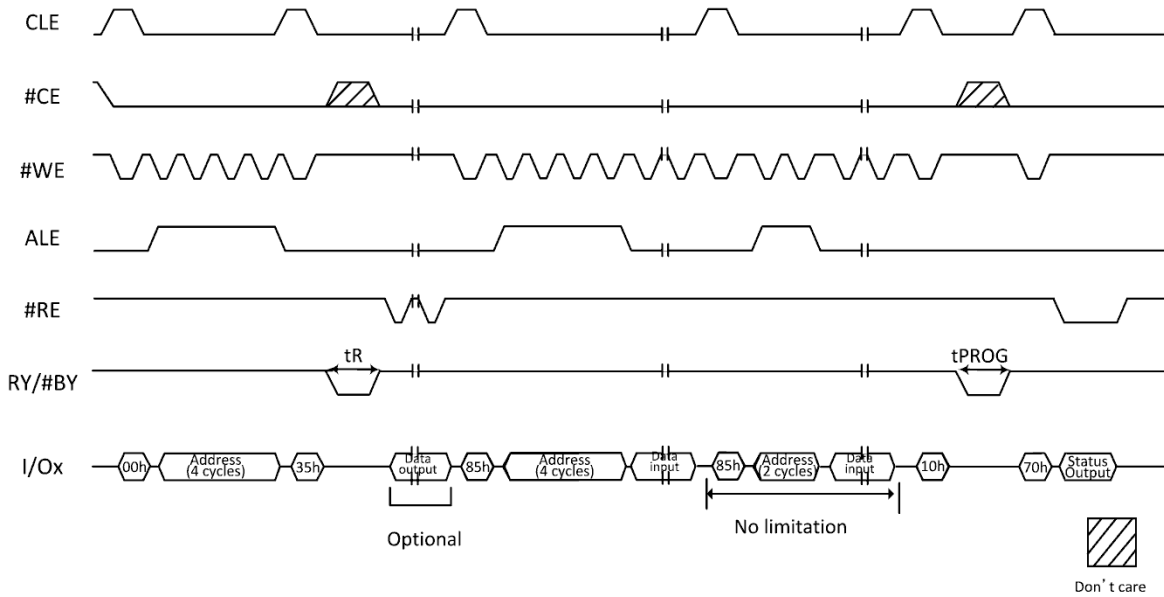 CLE
#CE
#WE
ALE
#RE
RY/#BY
tR
tPROG
I/Ox
00h
Address
(4 cycles)
35h
Data
output
85h
Address
(4 cycles)
Data
input
85h
Address
(2 cycles)
Data
input
10h
70h
Status
Output
Optional
No limitation
Don't care